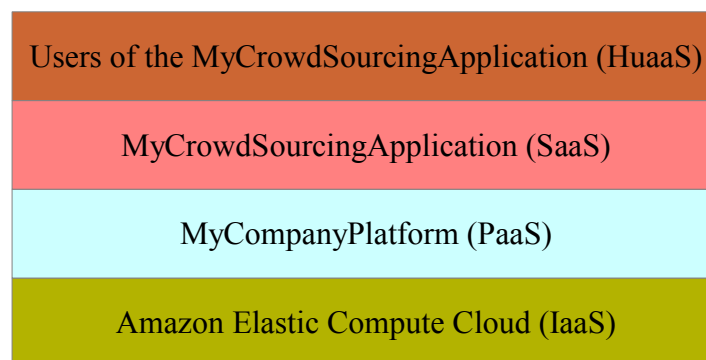 Users of the MyCrowdSourcingApplication (HuaaS)
MyCrowdSourcingApplication (SaaS)
MyCompanyPlatform (PaaS)
Amazon Elastic Compute Cloud (IaaS)